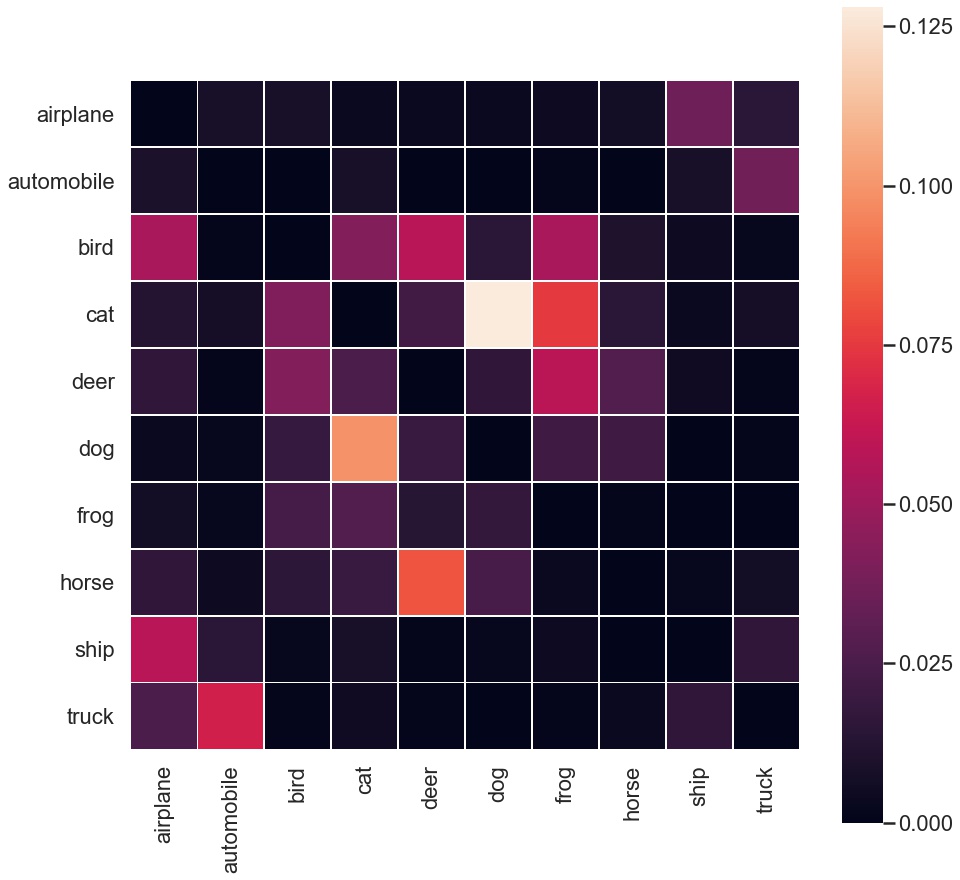 airplane
automobile
bird
cat
deer
dog
frog
horse
ship
truck
airplane
automobile
bird
cat
deer
dog
frog
horse
ship
truck
0.125
0.100
0.075
0.050
0.025
0.000